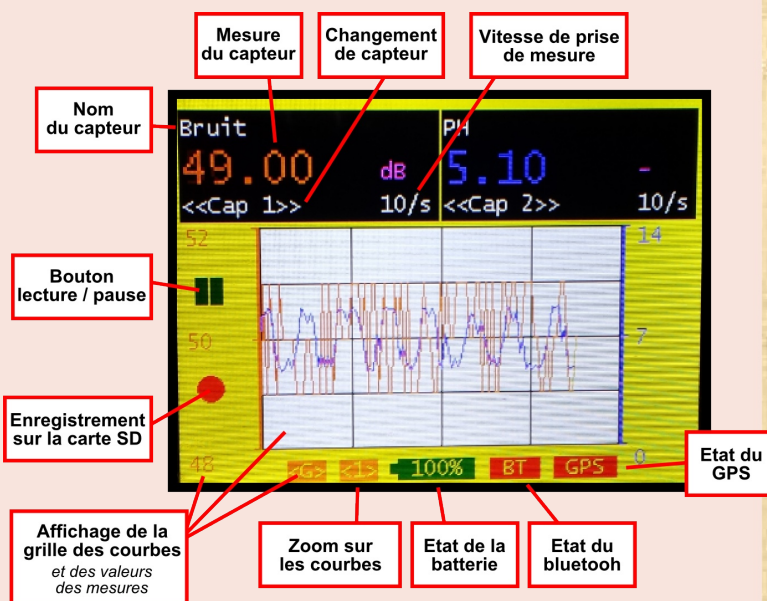 Mesure
du capteur
Changement
de capteur
Vitesse de prise
de mesure
Nom
du capteur
Bruit
PH
49.00 dB
5.10 -
<<Cap 1>> 10/s
<<Cap 2>> 10/s
52
14
Bouton
lecture / pause
50
7
Enregistrement
sur la carte SD
48
<G> <1> 100% BT GPS
0
Etat du
GPS
Affichage de la
grille des courbes
et des valeurs
des mesures
Zoom sur
les courbes
Etat de la
batterie
Etat du
bluetooh